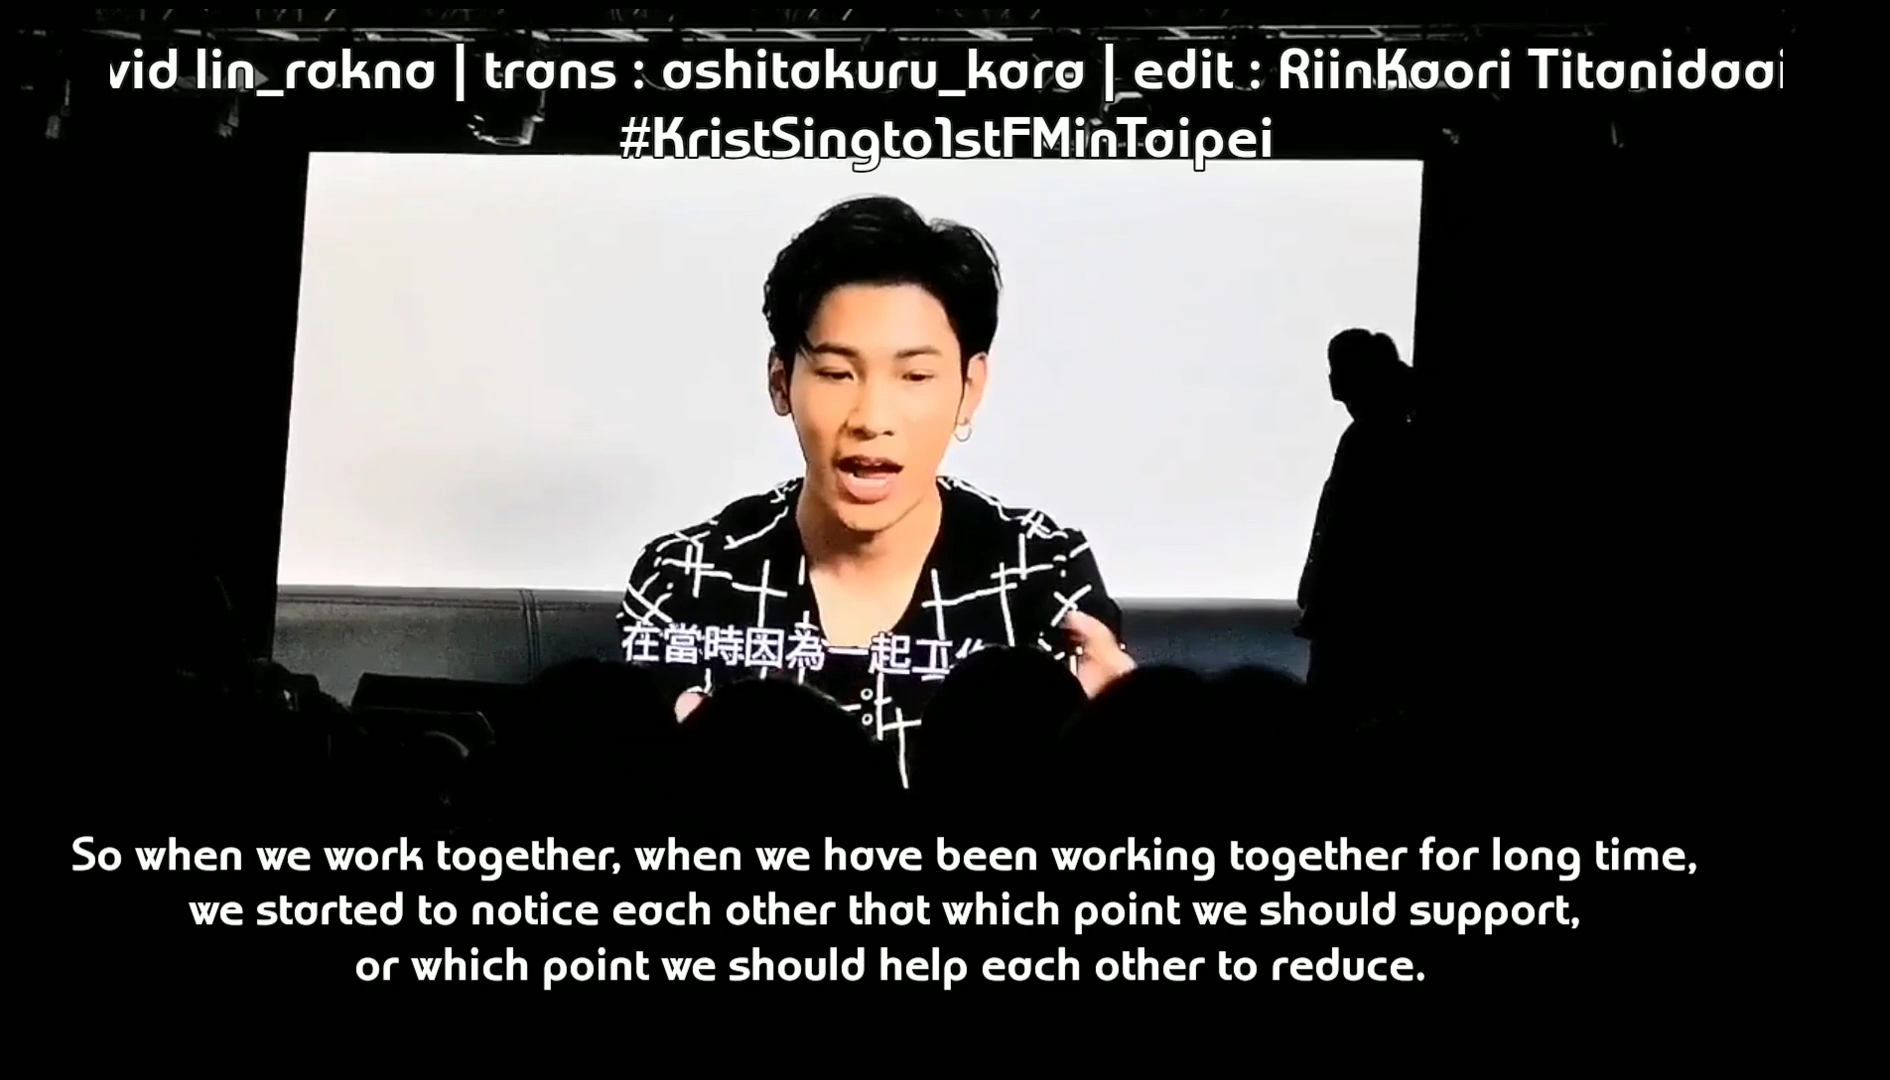 vid lin_rakna | trans : ashitakuru_kara | edit : RiinKaori Titanidaai
#KristSingto1stFMinTaipei
在當時因為一起工作
So when we work together, when we have been working together for long time,
we started to notice each other that which point we should support,
or which point we should help each other to reduce.